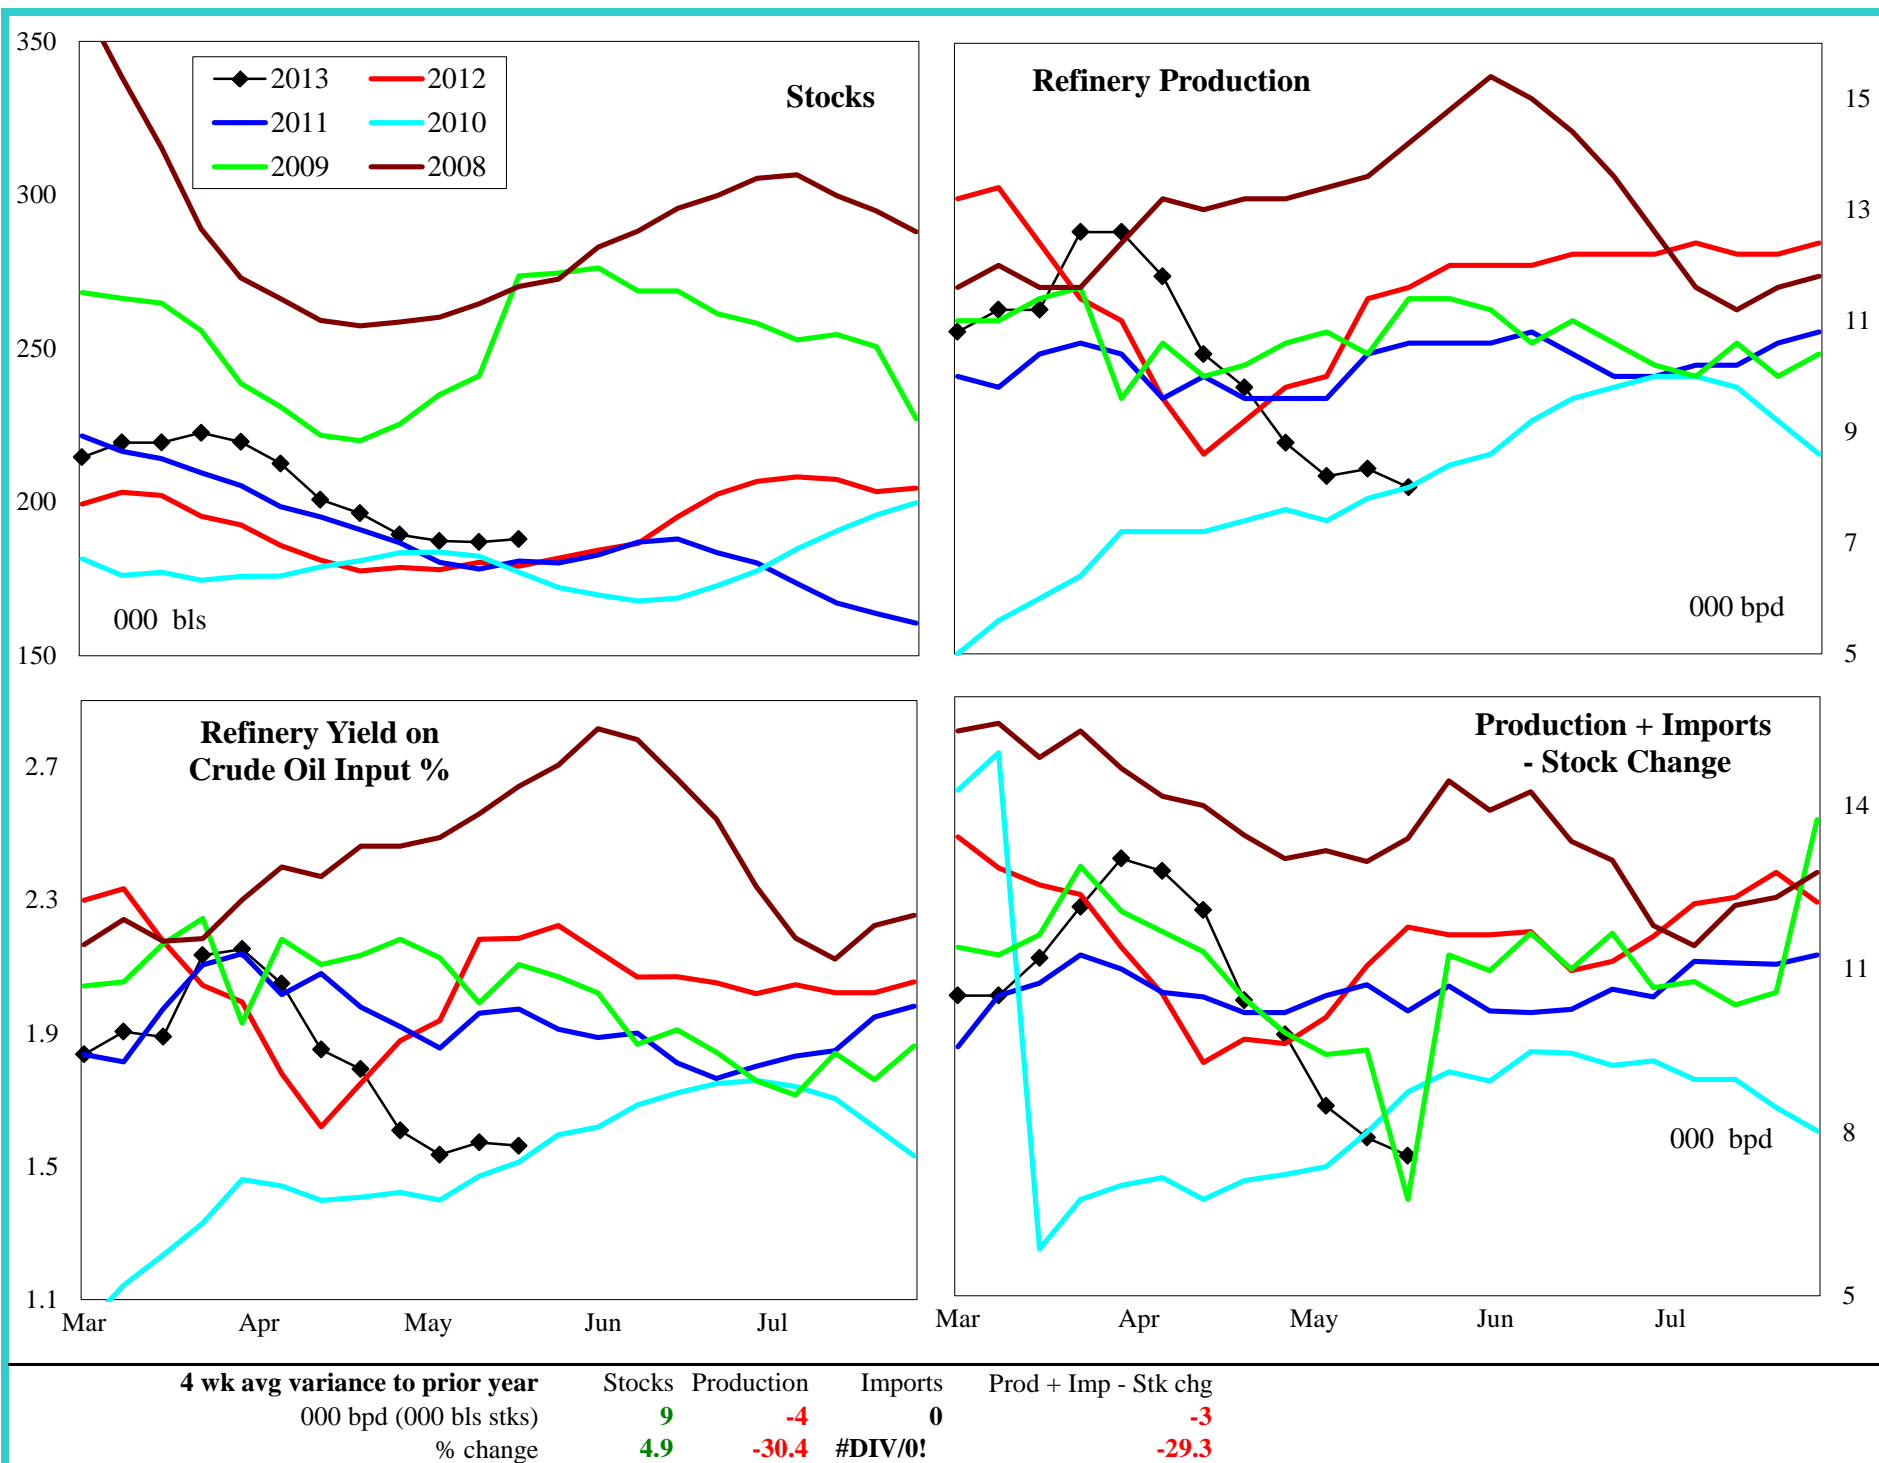 350
300
250
200
150
2013
2012
2011
2010
2009
2008
Stocks
000 bls
Refinery Production
15
13
11
9
7
5
000 bpd
Refinery Yield on
Crude Oil Input %
2.7
2.3
1.9
1.5
1.1
Mar Apr May Jun Jul
Production + Imports
- Stock Change
14
11
8
5
000 bpd
Mar Apr May Jun Jul
4 wk avg variance to prior year Stocks Production Imports Prod + Imp - Stk chg
000 bpd (000 bls stks) 9 -4 0 -3
% change 4.9 -30.4 #DIV/0! -29.3